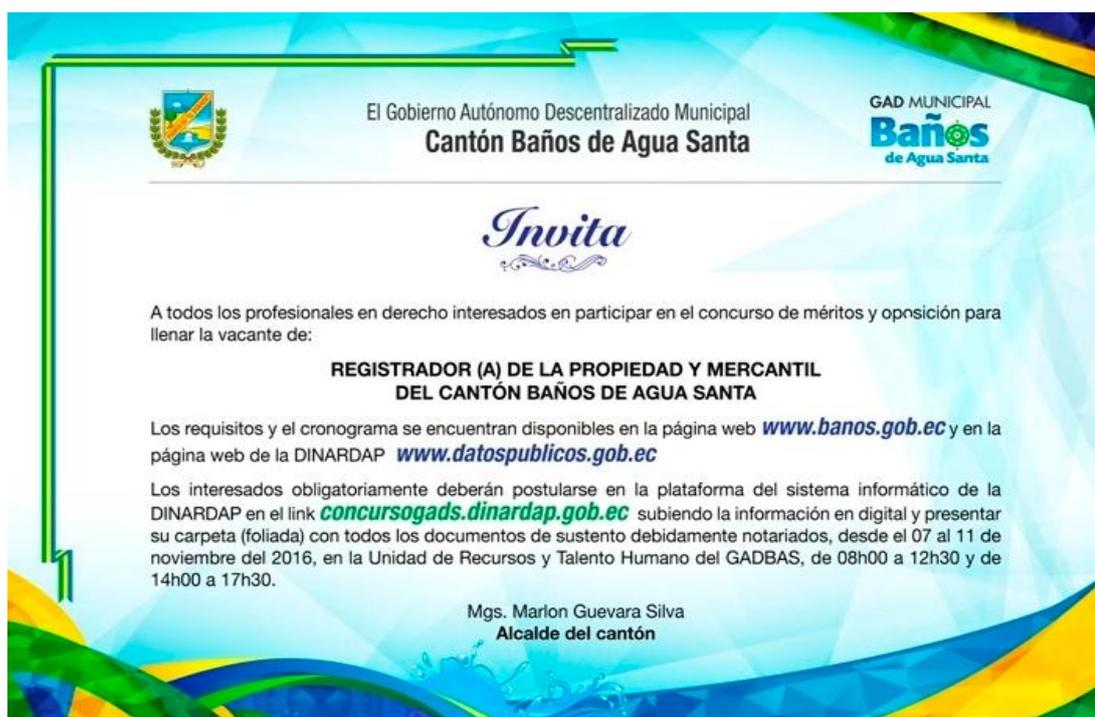 El Gobierno Autónomo Descentralizado Municipal
Cantón Baños de Agua Santa
GAD MUNICIPAL
Baños
de Agua Santa
Invita
A todos los profesionales en derecho interesados en participar en el concurso de méritos y oposición para
llenar la vacante de:
REGISTRADOR (A) DE LA PROPIEDAD Y MERCANTIL
DEL CANTÓN BAÑOS DE AGUA SANTA
Los requisitos y el cronograma se encuentran disponibles en la página web www.banos.gob.ec y en la
página web de la DINARDAP www.datospublicos.gob.ec
Los interesados obligatoriamente deberán postularse en la plataforma del sistema informático de la
DINARDAP en el link concursogads.dinardap.gob.ec subiendo la información en digital y presentar
su carpeta (foliada) con todos los documentos de sustento debidamente notariados, desde el 07 al 11 de
noviembre del 2016, en la Unidad de Recursos y Talento Humano del GADBAS, de 08h00 a 12h30 y de
14h00 a 17h30.
Mgs. Marlon Guevara Silva
Alcalde del cantón